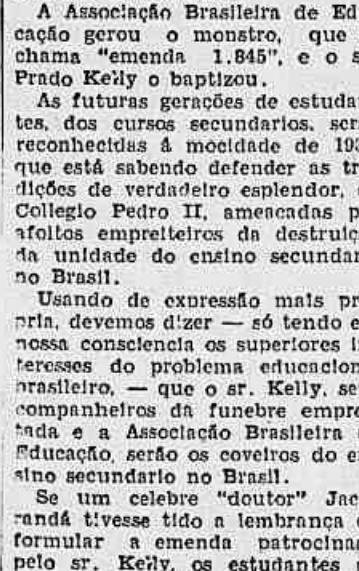 A Associação Brasileira de Edu
cação gerou o monstro, que
chama "emenda 1.845", e o s
Prado Kelly o baptizou.
As futuras gerações de estuda
tes, dos cursos secundarios, ser
reconhecidas á mocidade de 193
que está sabendo defender as tr
dições de verdadeiro esplendor,
Collegio Pedro II, ameaçadas p
afoitos empreiteiros da destruiç
da unidade do ensino secundar
no Brasil.
Usando de expressão mais pr
pria, devemos dizer — só tendo e
nossa consciencia os superiores i
teresses do problema educacion
brasileiro, — que o sr. Kelly, se
companheiros da funebre empre
tada e a Associação Brasileira
Educação, serão os coveiros do e
sino secundario no Brasil.
Se um celebre "doutor" Jac
randá tivesse tido a lembrança
formular a emenda patrocina
pelo sr. Kelly, os estudantes